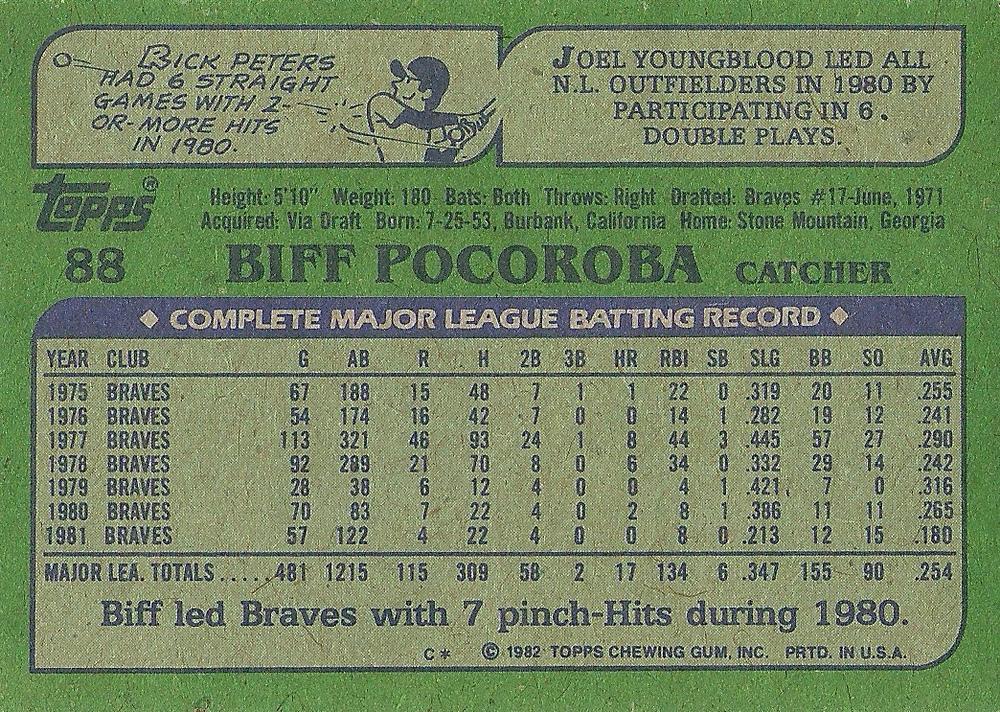 RICK PETERS
HAD 6 STRAIGHT
GAMES WITH 2-
OR-MORE HITS
IN 1980.
JOEL YOUNGBLOOD LED ALL
N.L. OUTFIELDERS IN 1980 BY
PARTICIPATING IN 6.
DOUBLE PLAYS.
topps®
Height: 5'10" Weight: 180 Bats: Both Throws: Right Drafted: Braves #17-June, 1971
Acquired: Via Draft Born: 7-25-53, Burbank, California Home: Stone Mountain, Georgia
88 BIFF POCOROBA CATCHER
◆ COMPLETE MAJOR LEAGUE BATTING RECORD ◆
YEAR CLUB G AB R H 2B 3B HR RBI SB SLG BB SO AVG
1975 BRAVES 67 188 15 48 7 1 1 22 0 .319 20 11 .255
1976 BRAVES 54 174 16 42 7 0 0 14 1 .282 19 12 .241
1977 BRAVES 113 321 46 93 24 1 8 44 3 .445 57 27 .290
1978 BRAVES 92 289 21 70 8 0 6 34 0 .332 29 14 .242
1979 BRAVES 28 38 6 12 4 0 0 4 1 .421 7 0 .316
1980 BRAVES 70 83 7 22 4 0 2 8 1 .386 11 11 .265
1981 BRAVES 57 122 4 22 4 0 0 8 0 .213 12 15 .180
MAJOR LEA. TOTALS ..... 481 1215 115 309 58 2 17 134 6 .347 155 90 .254
Biff led Braves with 7 pinch-Hits during 1980.
C* © 1982 TOPPS CHEWING GUM, INC. PRTD. IN U.S.A.